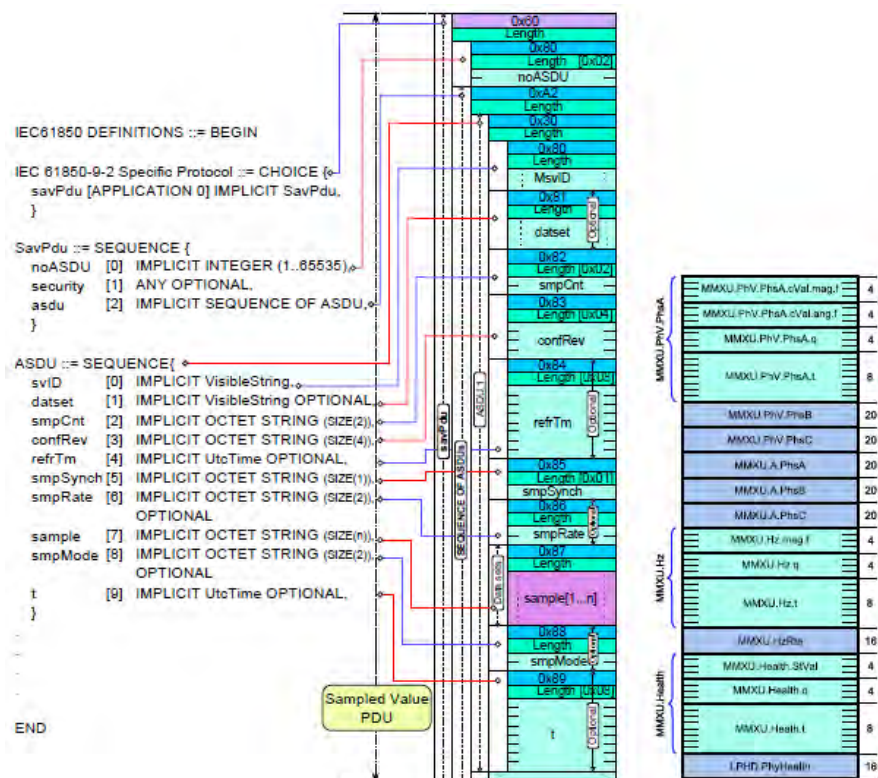 IEC61850 DEFINITIONS ::= BEGIN
IEC 61850-9-2 Specific Protocol ::= CHOICE {
savPdu [APPLICATION 0] IMPLICIT SavPdu,
}
SavPdu ::= SEQUENCE {
noASDU [0] IMPLICIT INTEGER (1..65535),
security [1] ANY OPTIONAL,
asdu [2] IMPLICIT SEQUENCE OF ASDU,
}
ASDU ::= SEQUENCE{
svID [0] IMPLICIT VisibleString,
datset [1] IMPLICIT VisibleString OPTIONAL,
smpCnt [2] IMPLICIT OCTET STRING (SIZE(2)),
confRev [3] IMPLICIT OCTET STRING (SIZE(4)),
refrTm [4] IMPLICIT UtcTime OPTIONAL,
smpSynch [5] IMPLICIT OCTET STRING (SIZE(1)),
smpRate [6] IMPLICIT OCTET STRING (SIZE(2)),
OPTIONAL
sample [7] IMPLICIT OCTET STRING (SIZE(n)),
smpMode [8] IMPLICIT OCTET STRING (SIZE(2)),
OPTIONAL
t [9] IMPLICIT UtcTime OPTIONAL,
}
END
Sampled Value
PDU
savPdu
SEQUENCE OF ASDUs
ASDU 1
0x60
Length
0x80
Length [0x02]
noASDU
0xA2
Length
0x30
Length
0x80
Length
MsvID
0x81
Length
datset
Optional
0x82
Length [0x02]
smpCnt
0x83
Length [0x04]
confRev
0x84
Length [0x08]
refrTm
Optional
0x85
Length [0x01]
smpSynch
0x86
Length
smpRate
0x87
Length
sample[1...n]
0x88
Length
smpMode
0x89
Length [0x08]
t
Optional
MMXU.PhV.PhsA
MMXU.PhV.PhsA.cVal.mag.f 4
MMXU.PhV.PhsA.cVal.ang.f 4
MMXU.PhV.PhsA.q 4
MMXU.PhV.PhsA.t 8
MMXU.PhV.PhsB 20
MMXU.PhV.PhsC 20
MMXU.A.PhsA 20
MMXU.A.PhsB 20
MMXU.A.PhsC 20
MMXU.Hz
MMXU.Hz.mag.f 4
MMXU.Hz.q 4
MMXU.Hz.t 8
MMXU.HzRte 16
MMXU.Health
MMXU.Health.StVal 4
MMXU.Health.q 4
MMXU.Heath.t 8
LPHD.PhyHealth 16